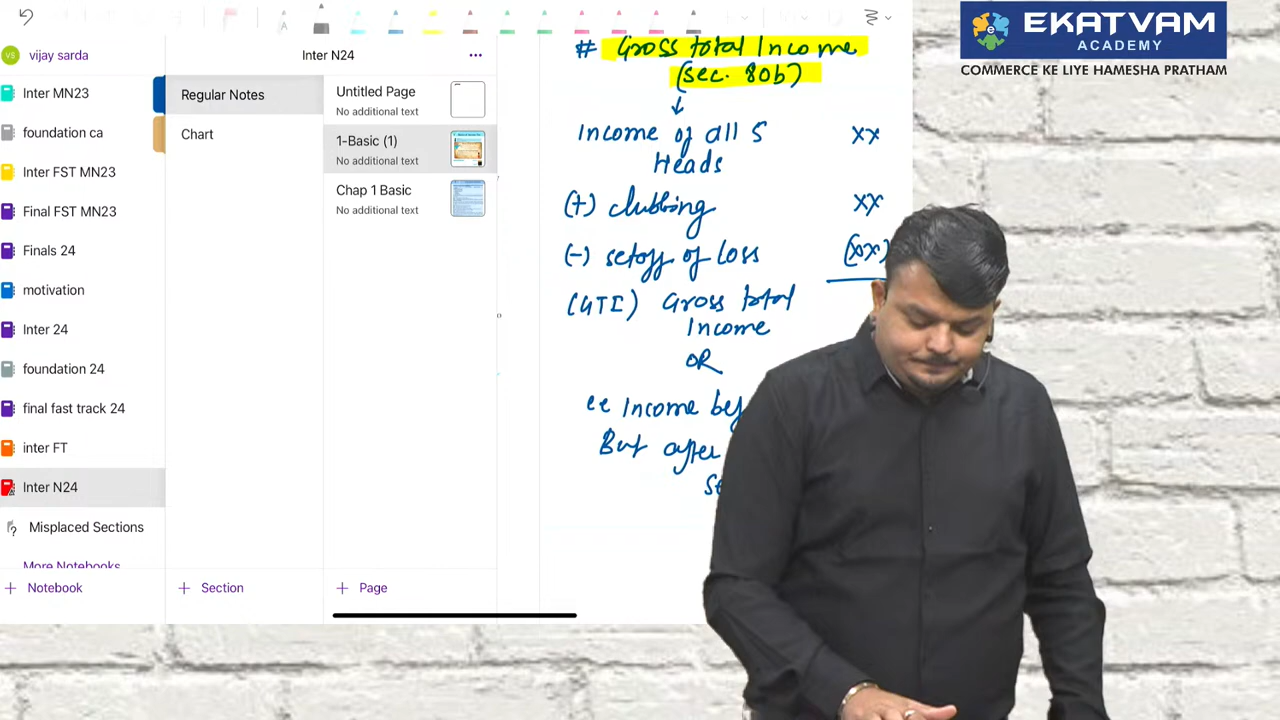 EKATVAM
ACADEMY
COMMERCE KE LIYE HAMESHA PRATHAM
VS vijay sarda
Inter MN23
foundation ca
Inter FST MN23
Final FST MN23
Finals 24
motivation
Inter 24
foundation 24
final fast track 24
inter FT
Inter N24
Misplaced Sections
More Notebooks
+ Notebook
Regular Notes
Chart
+ Section
Inter N24
Untitled Page
No additional text
1-Basic (1)
No additional text
Chap 1 Basic
No additional text
+ Page
# Gross total Income
(sec. 80b)
↓
Income of all 5 xx
Heads
(+) clubbing xx
(-) setoff of loss (xx)
(GTI) Gross total
Income
OR
Income
But after